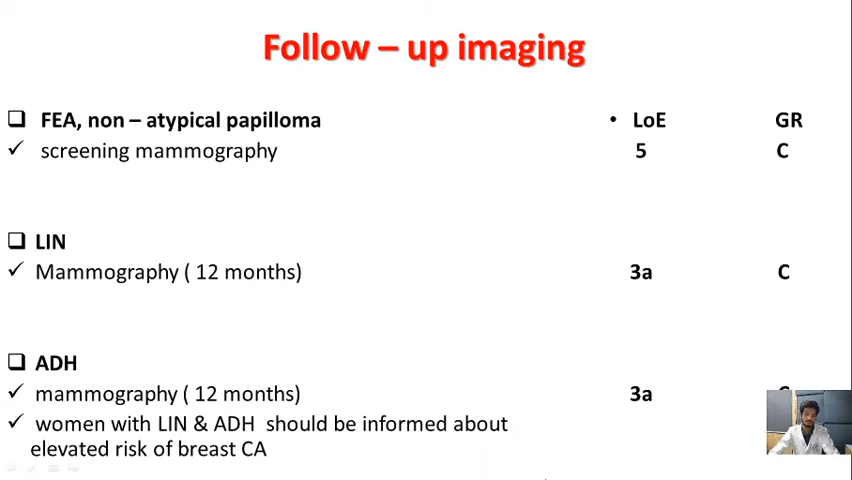 Follow – up imaging
❑ FEA, non – atypical papilloma • LoE GR
✓ screening mammography 5 C
❑ LIN
✓ Mammography ( 12 months) 3a C
❑ ADH
✓ mammography ( 12 months) 3a
✓ women with LIN & ADH should be informed about
elevated risk of breast CA